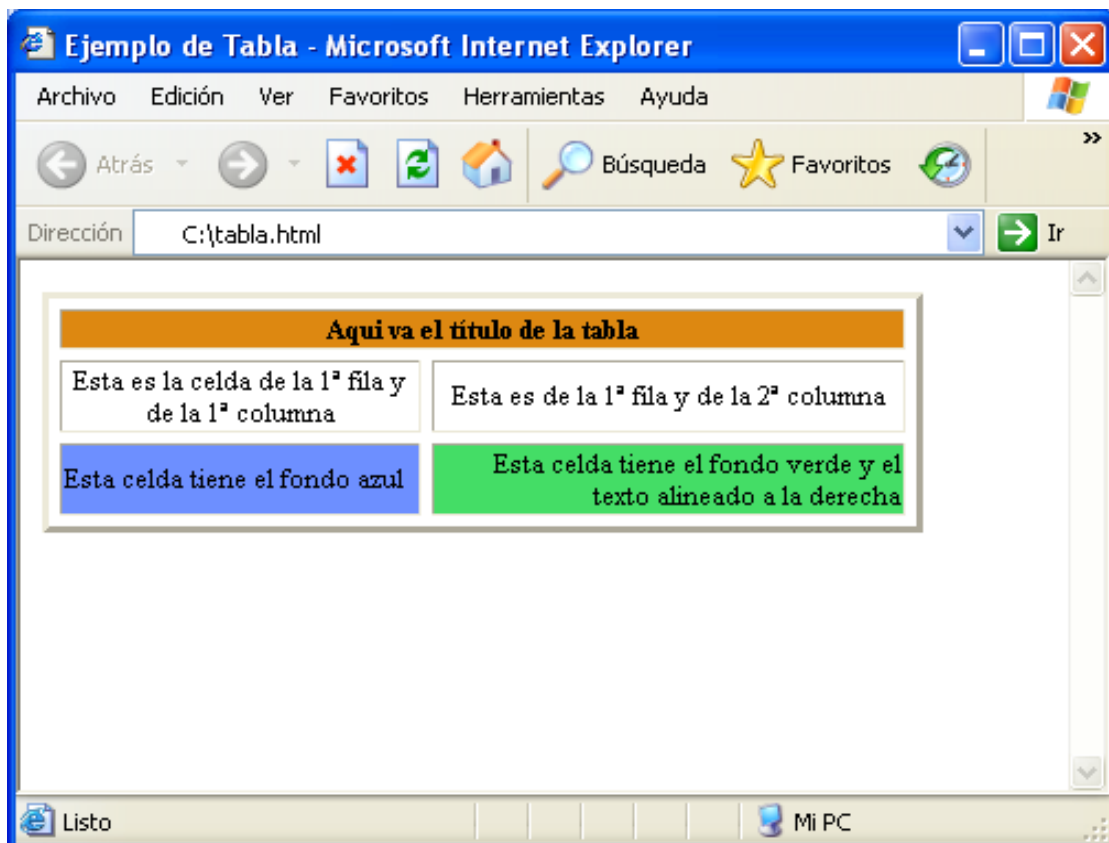 Ejemplo de Tabla - Microsoft Internet Explorer
Archivo Edición Ver Favoritos Herramientas Ayuda
Atrás Búsqueda Favoritos »
Dirección C:\tabla.html Ir
Aqui va el título de la tabla
Esta es la celda de la 1ª fila y
de la 1ª columna
Esta es de la 1ª fila y de la 2ª columna
Esta celda tiene el fondo azul
Esta celda tiene el fondo verde y el
texto alineado a la derecha
Listo Mi PC